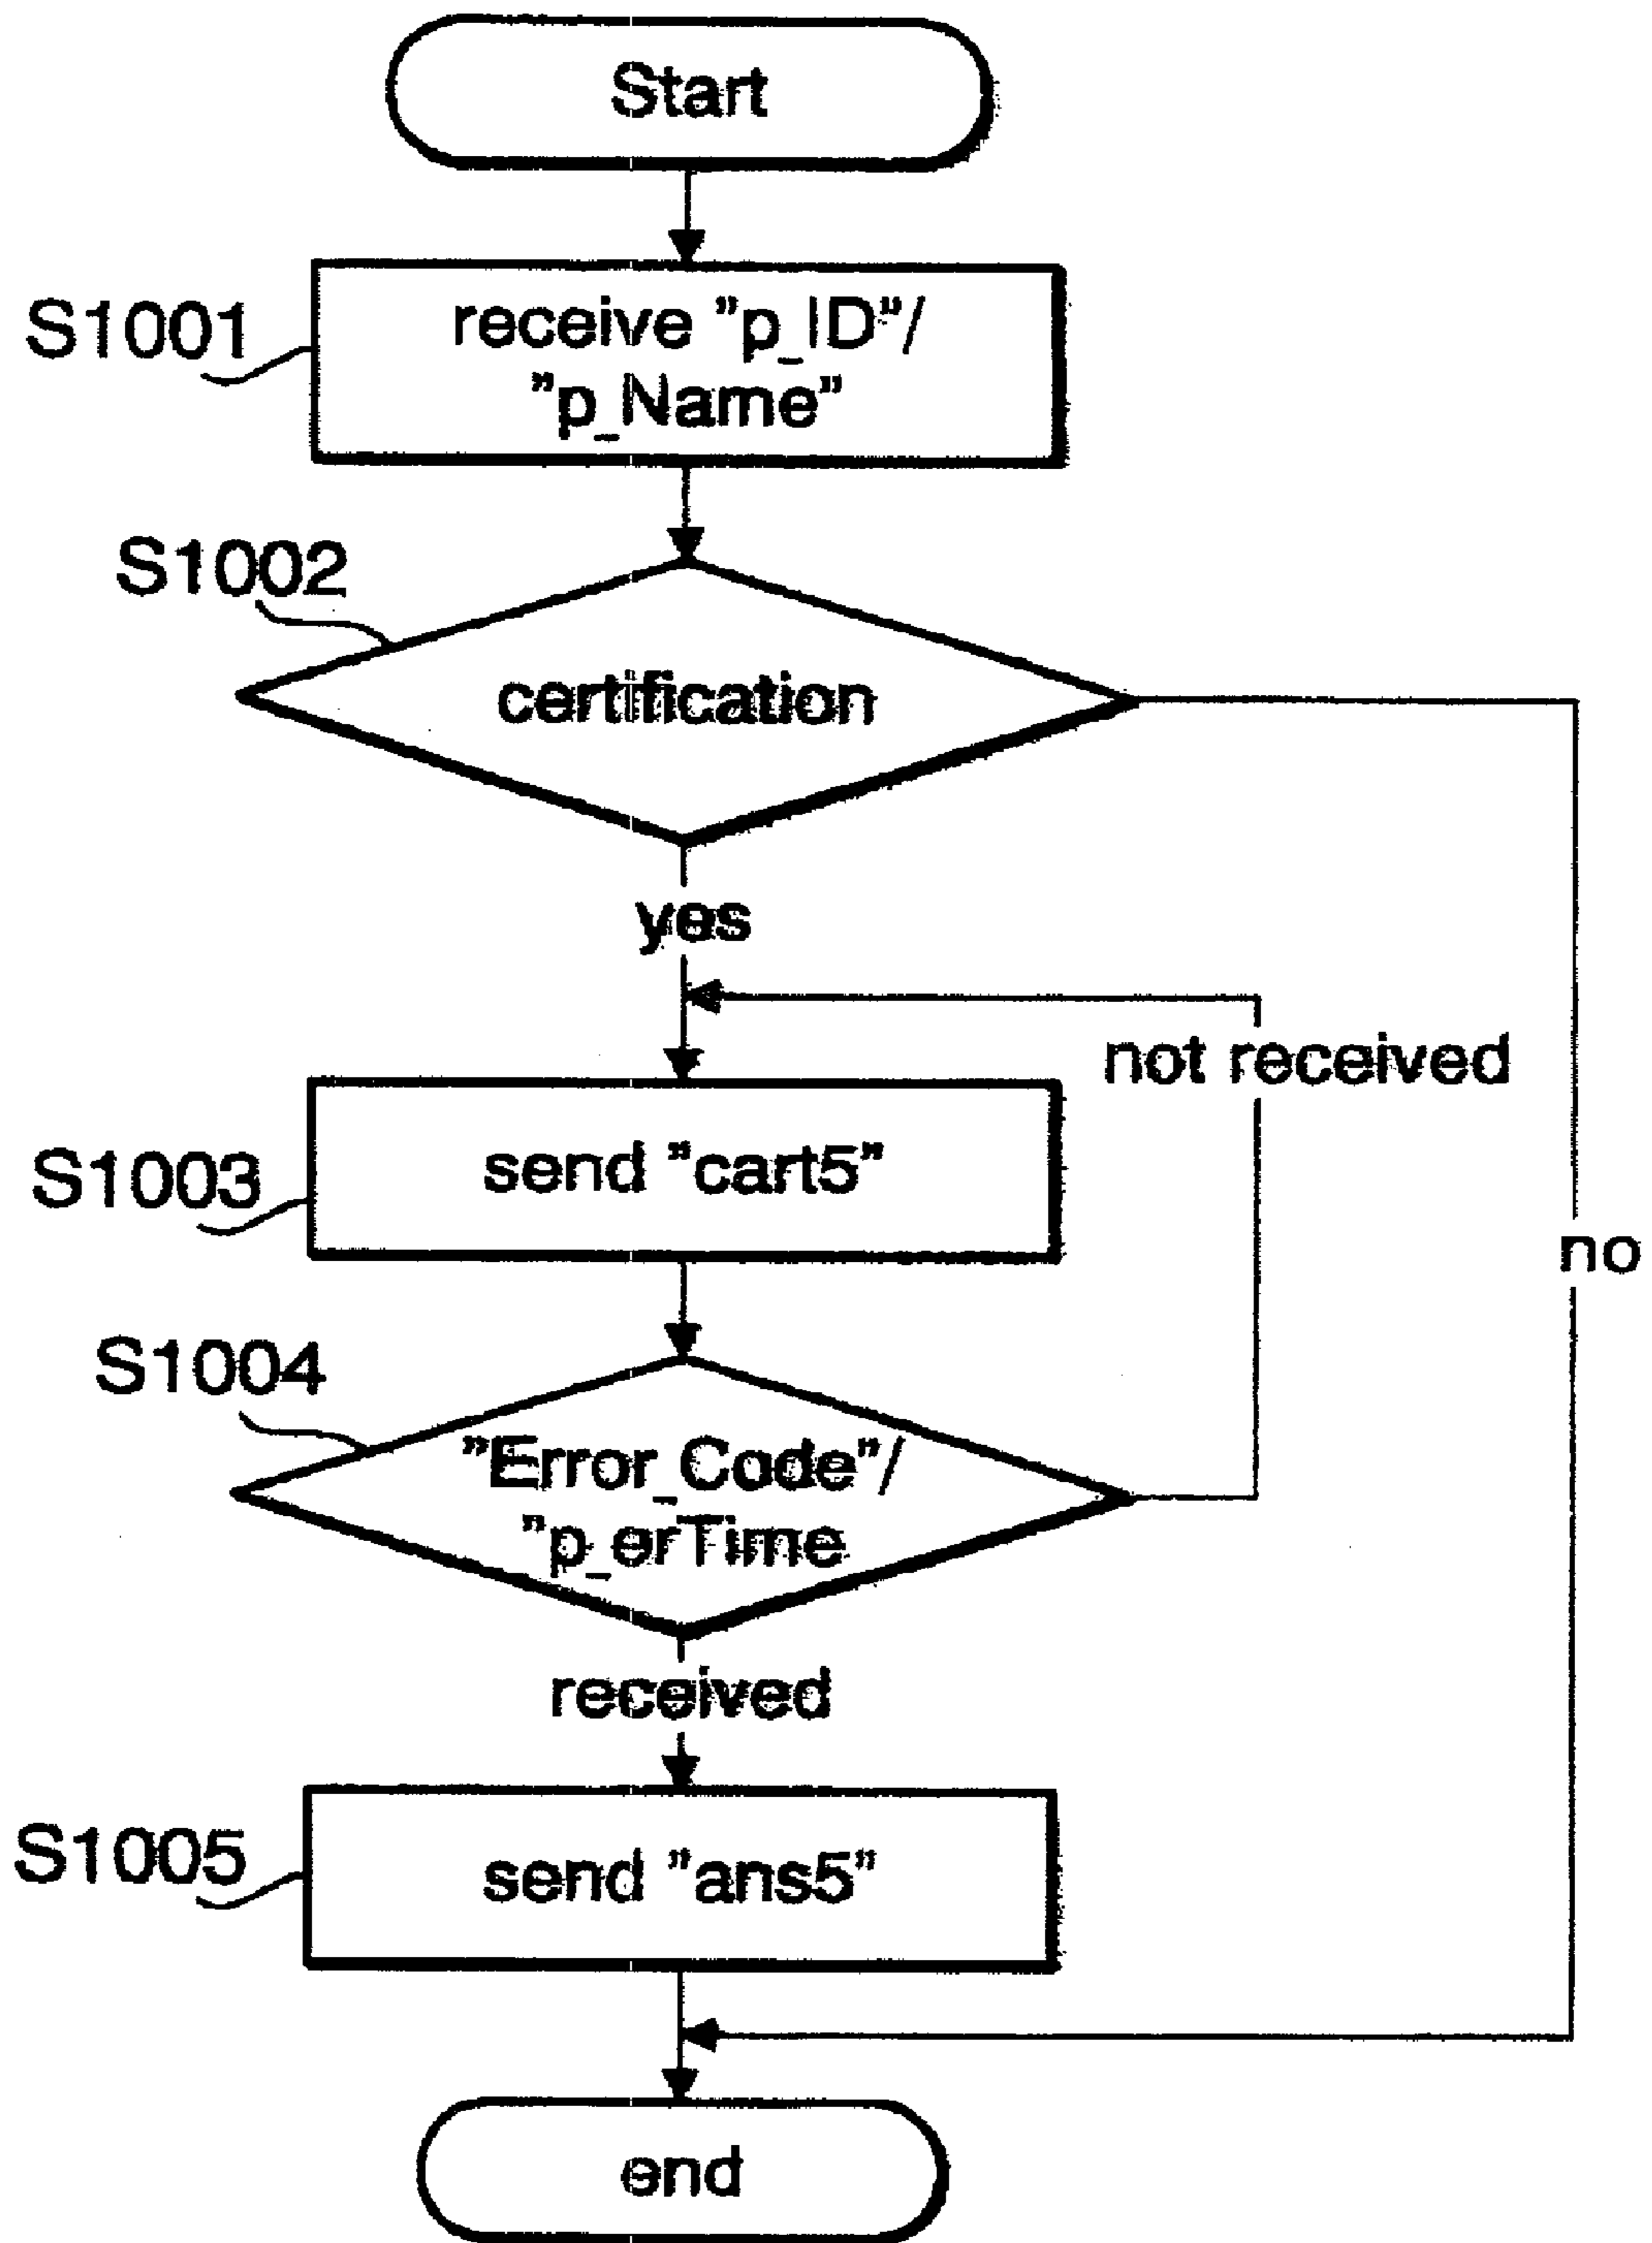 Start
S1001
receive "p_ID"/
"p_Name"
S1002
certification
yes
not received
S1003
send "cart5"
no
S1004
"Error_Code"/
"p_erTime
received
S1005
send "ans5"
end